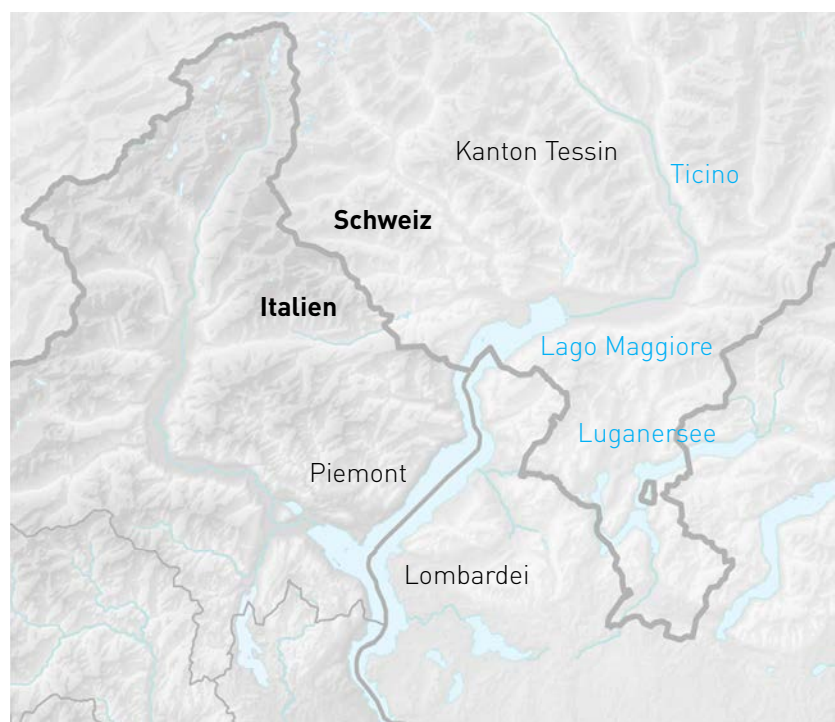 Kanton Tessin
Ticino
Schweiz
Italien
Lago Maggiore
Luganersee
Piemont
Lombardei